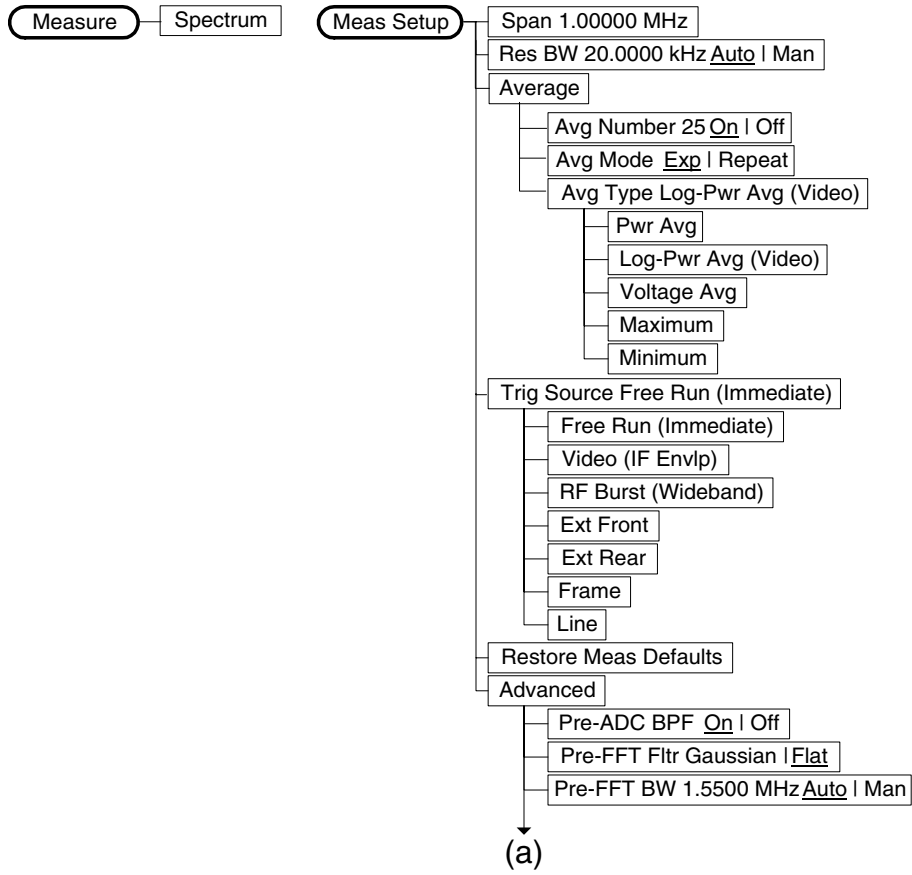 Measure
Spectrum
Meas Setup
Span 1.00000 MHz
Res BW 20.0000 kHz Auto | Man
Average
Avg Number 25 On | Off
Avg Mode Exp | Repeat
Avg Type Log-Pwr Avg (Video)
Pwr Avg
Log-Pwr Avg (Video)
Voltage Avg
Maximum
Minimum
Trig Source Free Run (Immediate)
Free Run (Immediate)
Video (IF Envlp)
RF Burst (Wideband)
Ext Front
Ext Rear
Frame
Line
Restore Meas Defaults
Advanced
Pre-ADC BPF On | Off
Pre-FFT Fltr Gaussian | Flat
Pre-FFT BW 1.5500 MHz Auto | Man
(a)